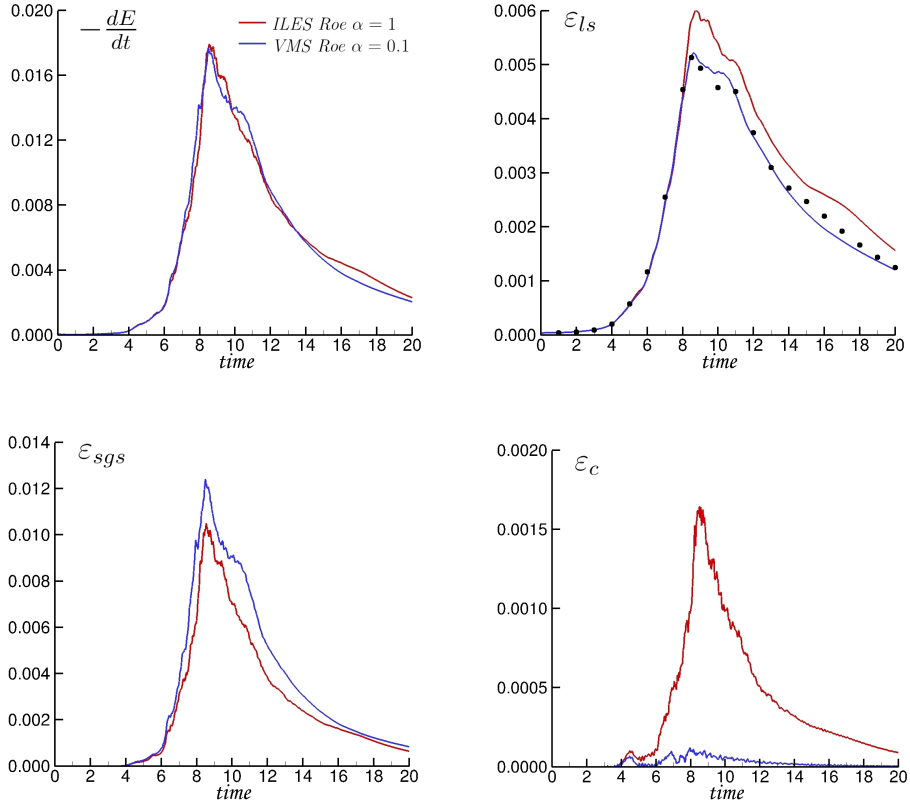 0.020
0.016
0.012
0.008
0.004
0.000
− dE/dt
ILES Roe α = 1
VMS Roe α = 0.1
0 2 4 6 8 10 12 14 16 18 20
time
0.006
0.005
0.004
0.003
0.002
0.001
0.000
ε_ls
0 2 4 6 8 10 12 14 16 18 20
time
0.014
0.012
0.010
0.008
0.006
0.004
0.002
0.000
ε_sgs
0 2 4 6 8 10 12 14 16 18 20
time
0.0020
0.0015
0.0010
0.0005
0.0000
ε_c
0 2 4 6 8 10 12 14 16 18 20
time